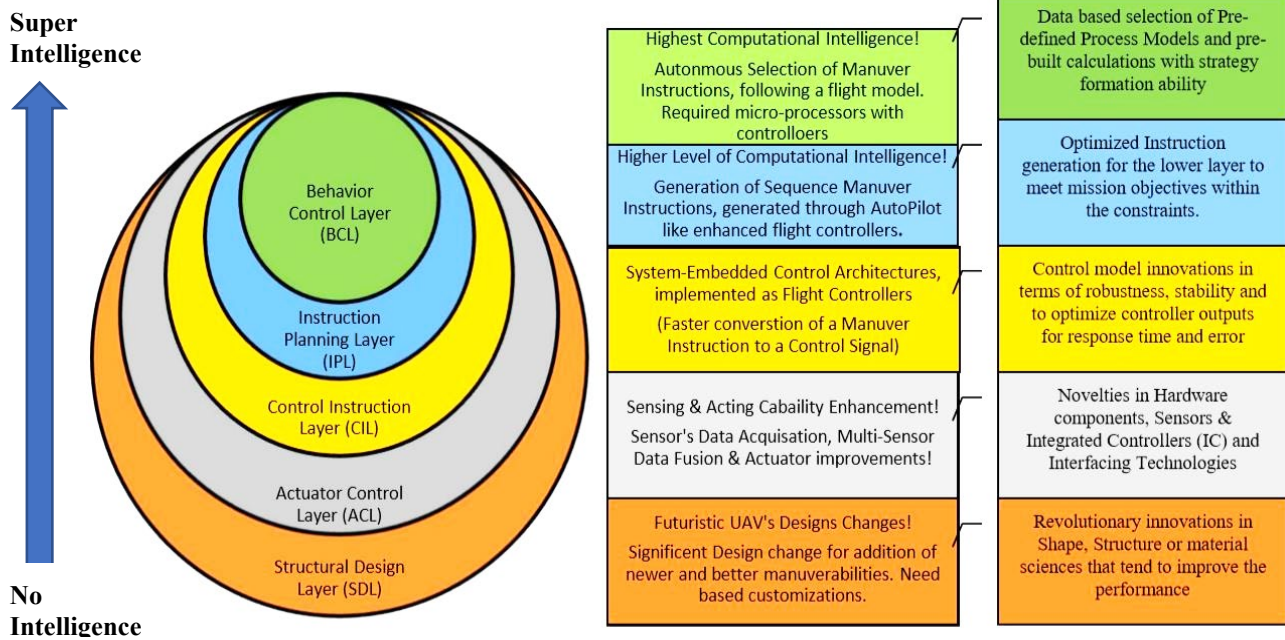 Super
Intelligence
No
Intelligence
Behavior
Control Layer
(BCL)
Instruction
Planning Layer
(IPL)
Control Instruction
Layer (CIL)
Actuator Control
Layer (ACL)
Structural Design
Layer (SDL)
Highest Computational Intelligence!
Autonmous Selection of Manuver
Instructions, following a flight model.
Required micro-processors with
controlloers
Higher Level of Computational Intelligence!
Generation of Sequence Manuver
Instructions, generated through AutoPilot
like enhanced flight controllers.
System-Embedded Control Architectures,
implemented as Flight Controllers
(Faster converstion of a Manuver
Instruction to a Control Signal)
Sensing & Acting Cabaility Enhancement!
Sensor's Data Acquisation, Multi-Sensor
Data Fusion & Actuator improvements!
Futuristic UAV's Designs Changes!
Significant Design change for addition of
newer and better manuverabilities. Need
based customizations.
Data based selection of Pre-
defined Process Models and pre-
built calculations with strategy
formation ability
Optimized Instruction
generation for the lower layer to
meet mission objectives within
the constraints.
Control model innovations in
terms of robustness, stability and
to optimize controller outputs
for response time and error
Novelties in Hardware
components, Sensors &
Integrated Controllers (IC) and
Interfacing Technologies
Revolutionary innovations in
Shape, Structure or material
sciences that tend to improve the
performance